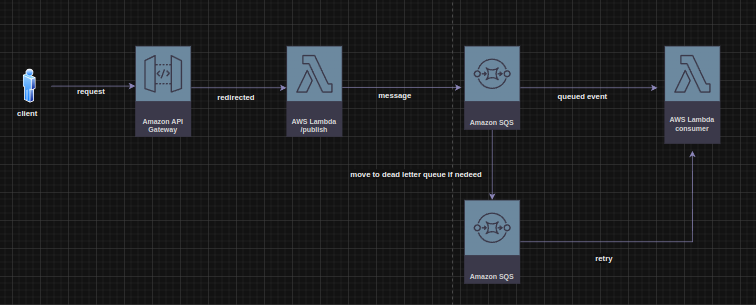 client
request
Amazon API
Gateway
redirected
AWS Lambda
/publish
message
Amazon SQS
queued event
AWS Lambda
consumer
move to dead letter queue if nedeed
Amazon SQS
retry